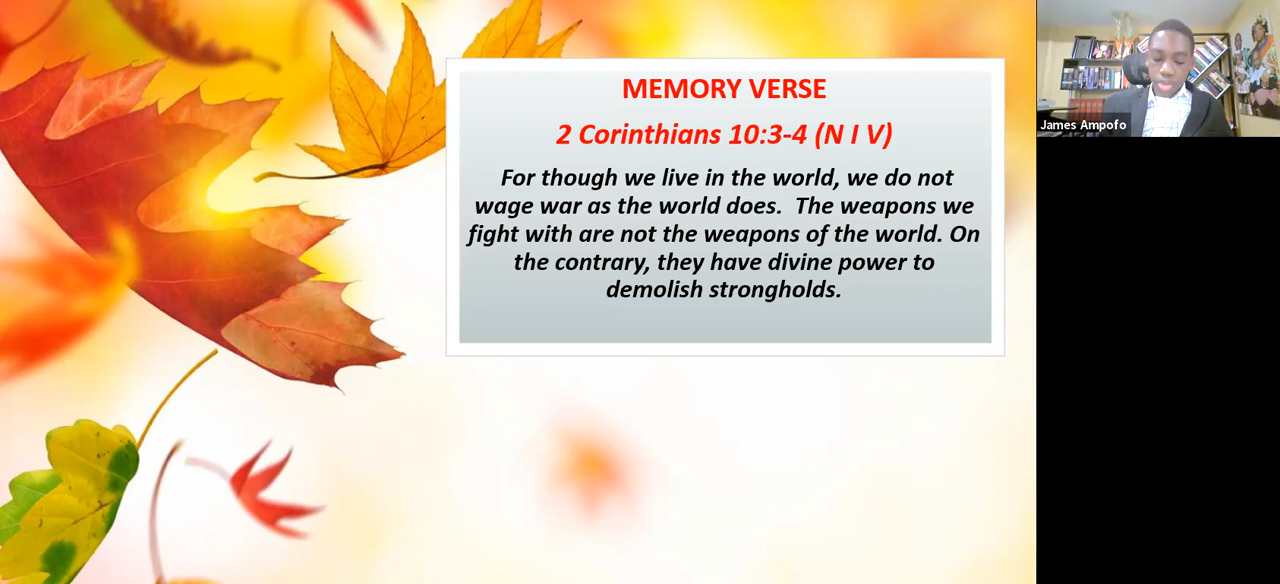 MEMORY VERSE
2 Corinthians 10:3-4 (N I V)
For though we live in the world, we do not
wage war as the world does.  The weapons we
fight with are not the weapons of the world. On
the contrary, they have divine power to
demolish strongholds.
James Ampofo